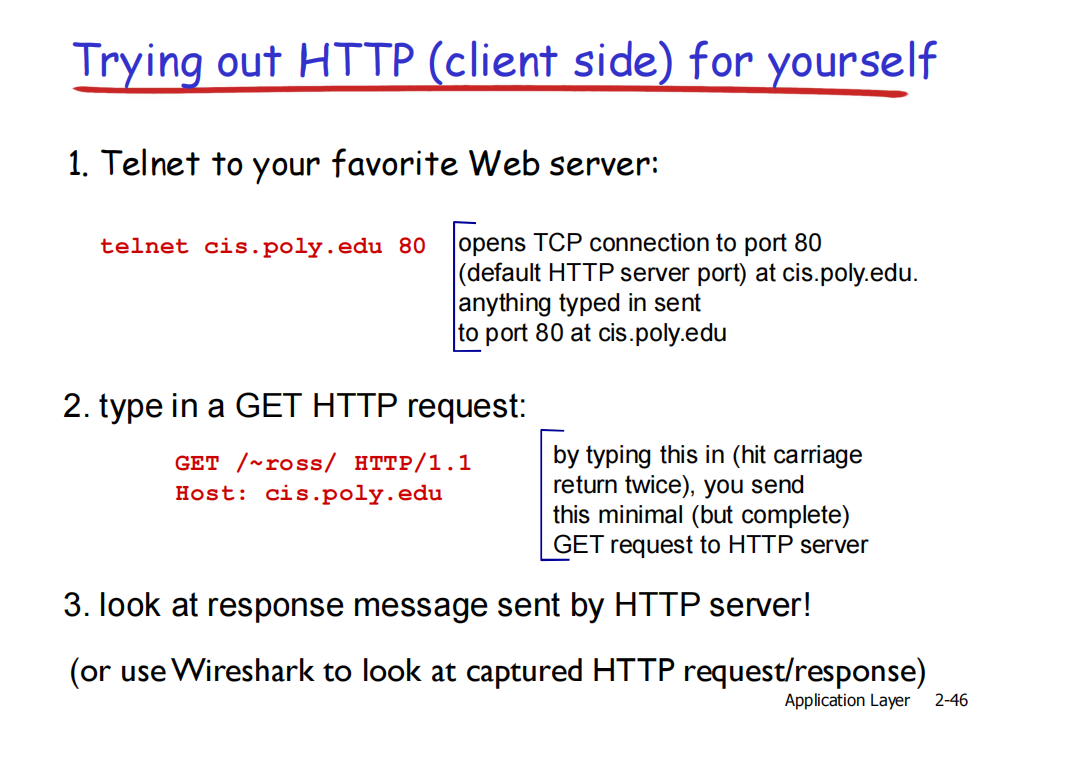 Trying out HTTP (client side) for yourself
1. Telnet to your favorite Web server:
telnet cis.poly.edu 80
opens TCP connection to port 80
(default HTTP server port) at cis.poly.edu.
anything typed in sent
to port 80 at cis.poly.edu
2. type in a GET HTTP request:
GET /~ross/ HTTP/1.1
Host: cis.poly.edu
by typing this in (hit carriage
return twice), you send
this minimal (but complete)
GET request to HTTP server
3. look at response message sent by HTTP server!
(or use Wireshark to look at captured HTTP request/response)
Application Layer 2-46